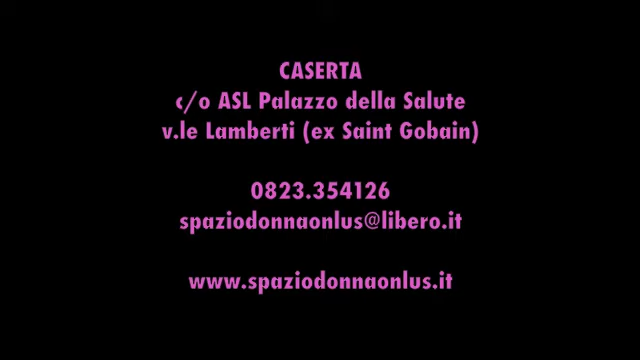 CASERTA
c/o ASL Palazzo della Salute
v.le Lamberti (ex Saint Gobain)
0823.354126
spaziodonnaonlus@libero.it
www.spaziodonnaonlus.it